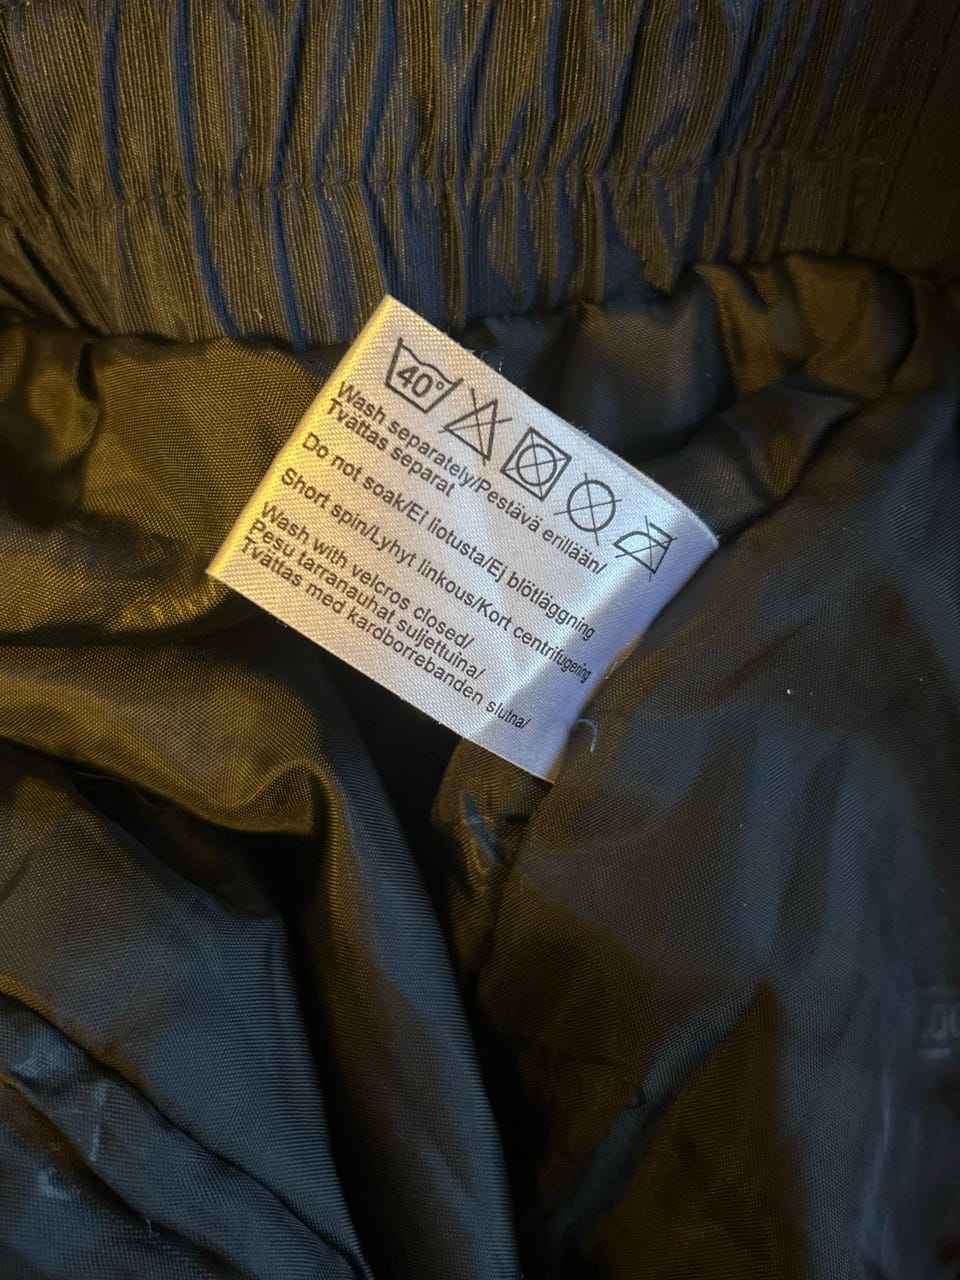 40°
Wash separately/Pestävä erillään/
Tvättas separat
Do not soak/Ei liotusta/Ej blötläggning
Short spin/Lyhyt linkous/Kort centrifugering
Wash with velcros closed/
Pesu tarranauhat suljettuina/
Tvättas med kardborrebanden slutna/